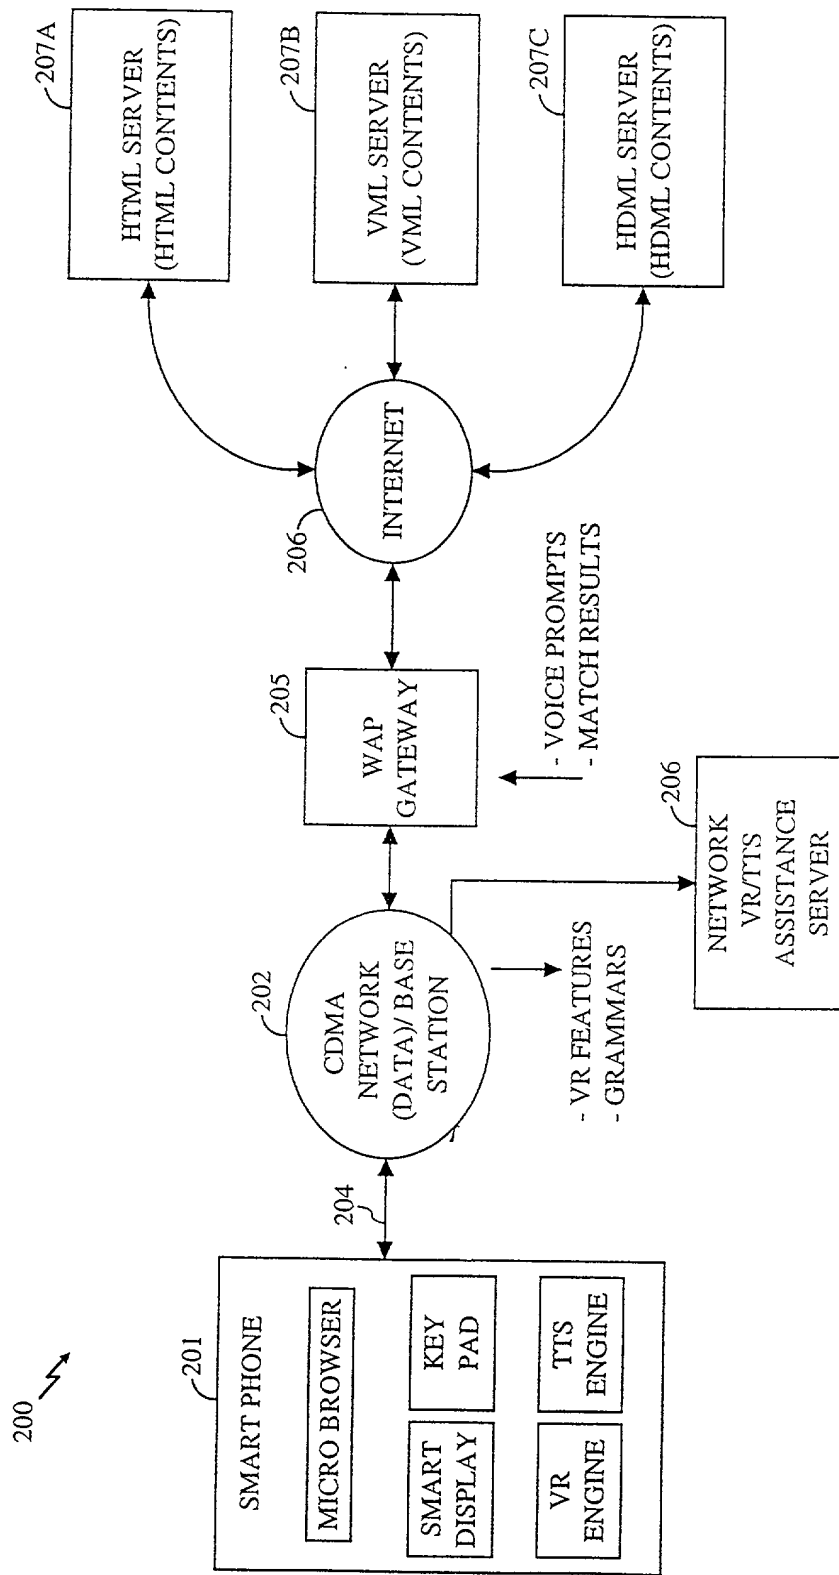 200
201
SMART PHONE
MICRO BROWSER
SMART
DISPLAY
KEY
PAD
VR
ENGINE
TTS
ENGINE
204
202
CDMA
NETWORK
(DATA)/ BASE
STATION
- VR FEATURES
- GRAMMARS
205
WAP
GATEWAY
- VOICE PROMPTS
- MATCH RESULTS
206
NETWORK
VR/TTS
ASSISTANCE
SERVER
206
INTERNET
207A
HTML SERVER
(HTML CONTENTS)
207B
VML SERVER
(VML CONTENTS)
207C
HDML SERVER
(HDML CONTENTS)